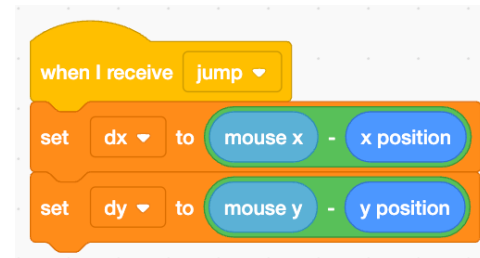 when I receive jump
set dx to mouse x - x position
set dy to mouse y - y position